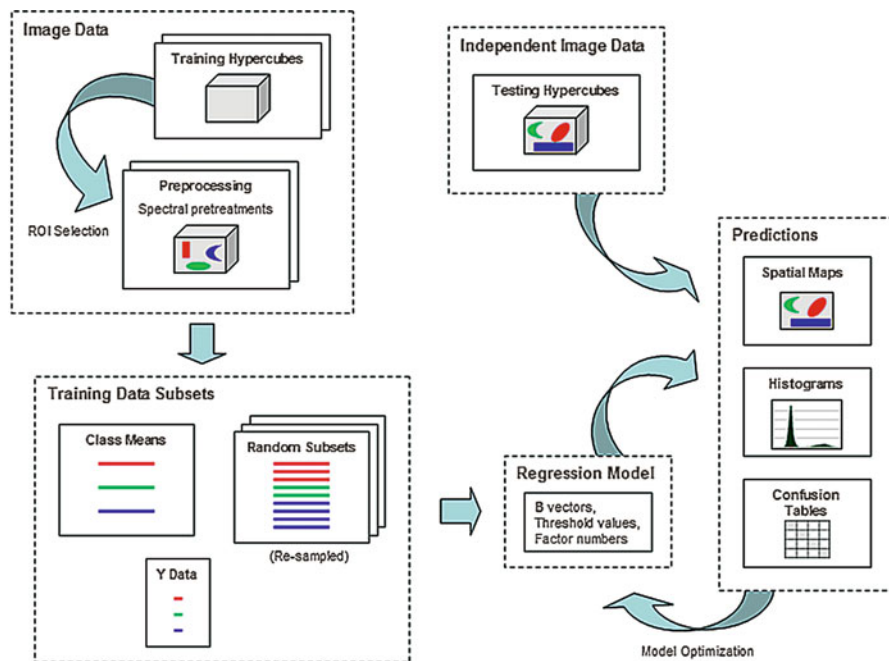 Image Data
Training Hypercubes
Preprocessing
Spectral pretreatments
ROI Selection
Independent Image Data
Testing Hypercubes
Training Data Subsets
Class Means
Random Subsets
(Re-sampled)
Y Data
Regression Model
B vectors,
Threshold values,
Factor numbers
Predictions
Spatial Maps
Histograms
Confusion
Tables
Model Optimization